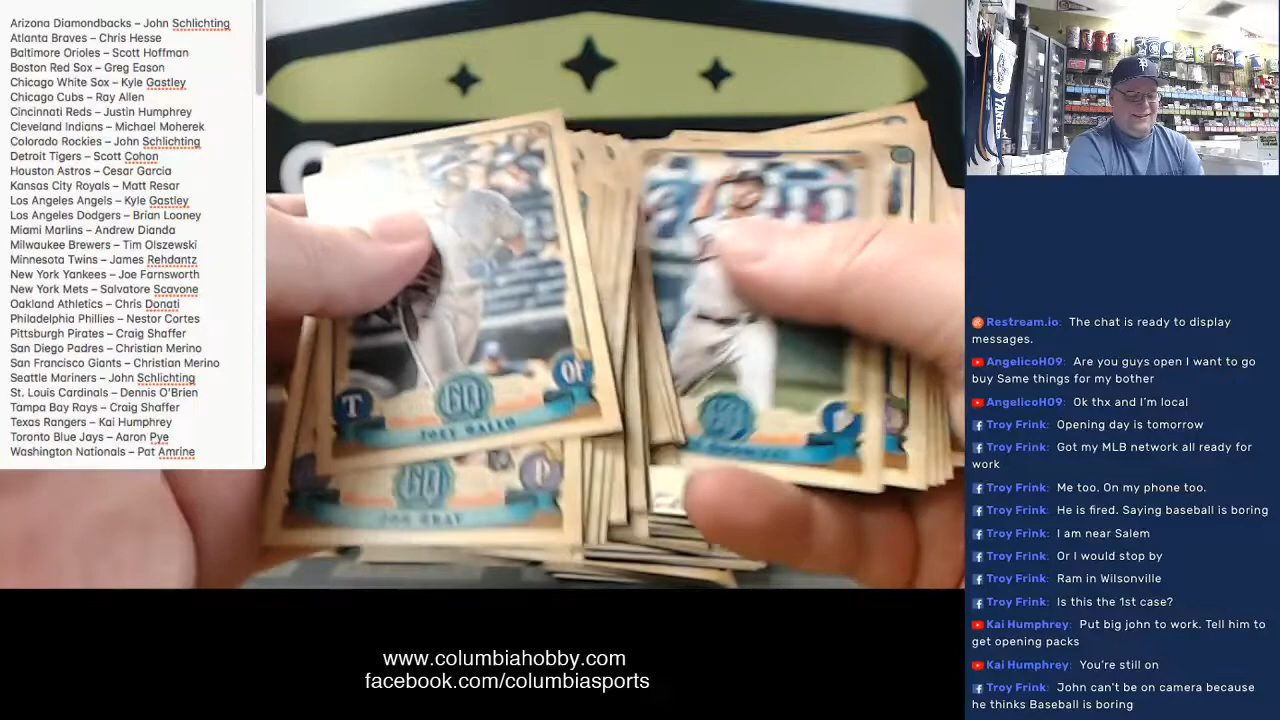 Arizona Diamondbacks – John Schlichting
Atlanta Braves – Chris Hesse
Baltimore Orioles – Scott Hoffman
Boston Red Sox – Greg Eason
Chicago White Sox – Kyle Gastley
Chicago Cubs – Ray Allen
Cincinnati Reds – Justin Humphrey
Cleveland Indians – Michael Moherek
Colorado Rockies – John Schlichting
Detroit Tigers – Scott Cohon
Houston Astros – Cesar Garcia
Kansas City Royals – Matt Resar
Los Angeles Angels – Kyle Gastley
Los Angeles Dodgers – Brian Looney
Miami Marlins – Andrew Dianda
Milwaukee Brewers – Tim Olszewski
Minnesota Twins – James Rehdantz
New York Yankees – Joe Farnsworth
New York Mets – Salvatore Scavone
Oakland Athletics – Chris Donati
Philadelphia Phillies – Nestor Cortes
Pittsburgh Pirates – Craig Shaffer
San Diego Padres – Christian Merino
San Francisco Giants – Christian Merino
Seattle Mariners – John Schlichting
St. Louis Cardinals – Dennis O'Brien
Tampa Bay Rays – Craig Shaffer
Texas Rangers – Kai Humphrey
Toronto Blue Jays – Aaron Pye
Washington Nationals – Pat Amrine
T
GQ
OF
JOEY GALLO
GQ
P
JON GRAY
www.columbiahobby.com
facebook.com/columbiasports
Restream.io: The chat is ready to display
messages.
AngelicoH09: Are you guys open I want to go
buy Same things for my bother
AngelicoH09: Ok thx and I'm local
Troy Frink: Opening day is tomorrow
Troy Frink: Got my MLB network all ready for
work
Troy Frink: Me too. On my phone too.
Troy Frink: He is fired. Saying baseball is boring
Troy Frink: I am near Salem
Troy Frink: Or I would stop by
Troy Frink: Ram in Wilsonville
Troy Frink: Is this the 1st case?
Kai Humphrey: Put big john to work. Tell him to
get opening packs
Kai Humphrey: You're still on
Troy Frink: John can't be on camera because
he thinks Baseball is boring